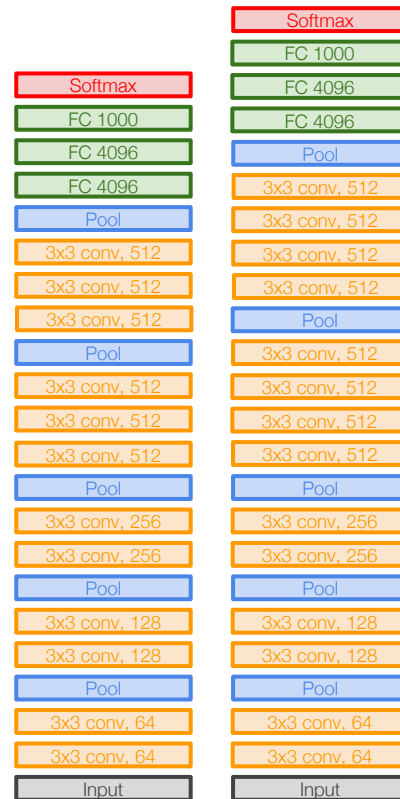 Softmax
FC 1000
FC 4096
FC 4096
Pool
3x3 conv, 512
3x3 conv, 512
3x3 conv, 512
Pool
3x3 conv, 512
3x3 conv, 512
3x3 conv, 512
Pool
3x3 conv, 256
3x3 conv, 256
Pool
3x3 conv, 128
3x3 conv, 128
Pool
3x3 conv, 64
3x3 conv, 64
Input
Softmax
FC 1000
FC 4096
FC 4096
Pool
3x3 conv, 512
3x3 conv, 512
3x3 conv, 512
3x3 conv, 512
Pool
3x3 conv, 512
3x3 conv, 512
3x3 conv, 512
3x3 conv, 512
Pool
3x3 conv, 256
3x3 conv, 256
Pool
3x3 conv, 128
3x3 conv, 128
Pool
3x3 conv, 64
3x3 conv, 64
Input